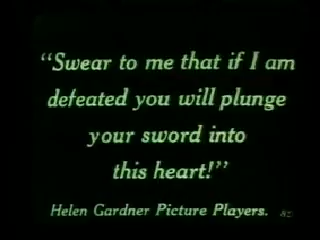 "Swear to me that if I am
defeated you will plunge
your sword into
this heart!"
Helen Gardner Picture Players.